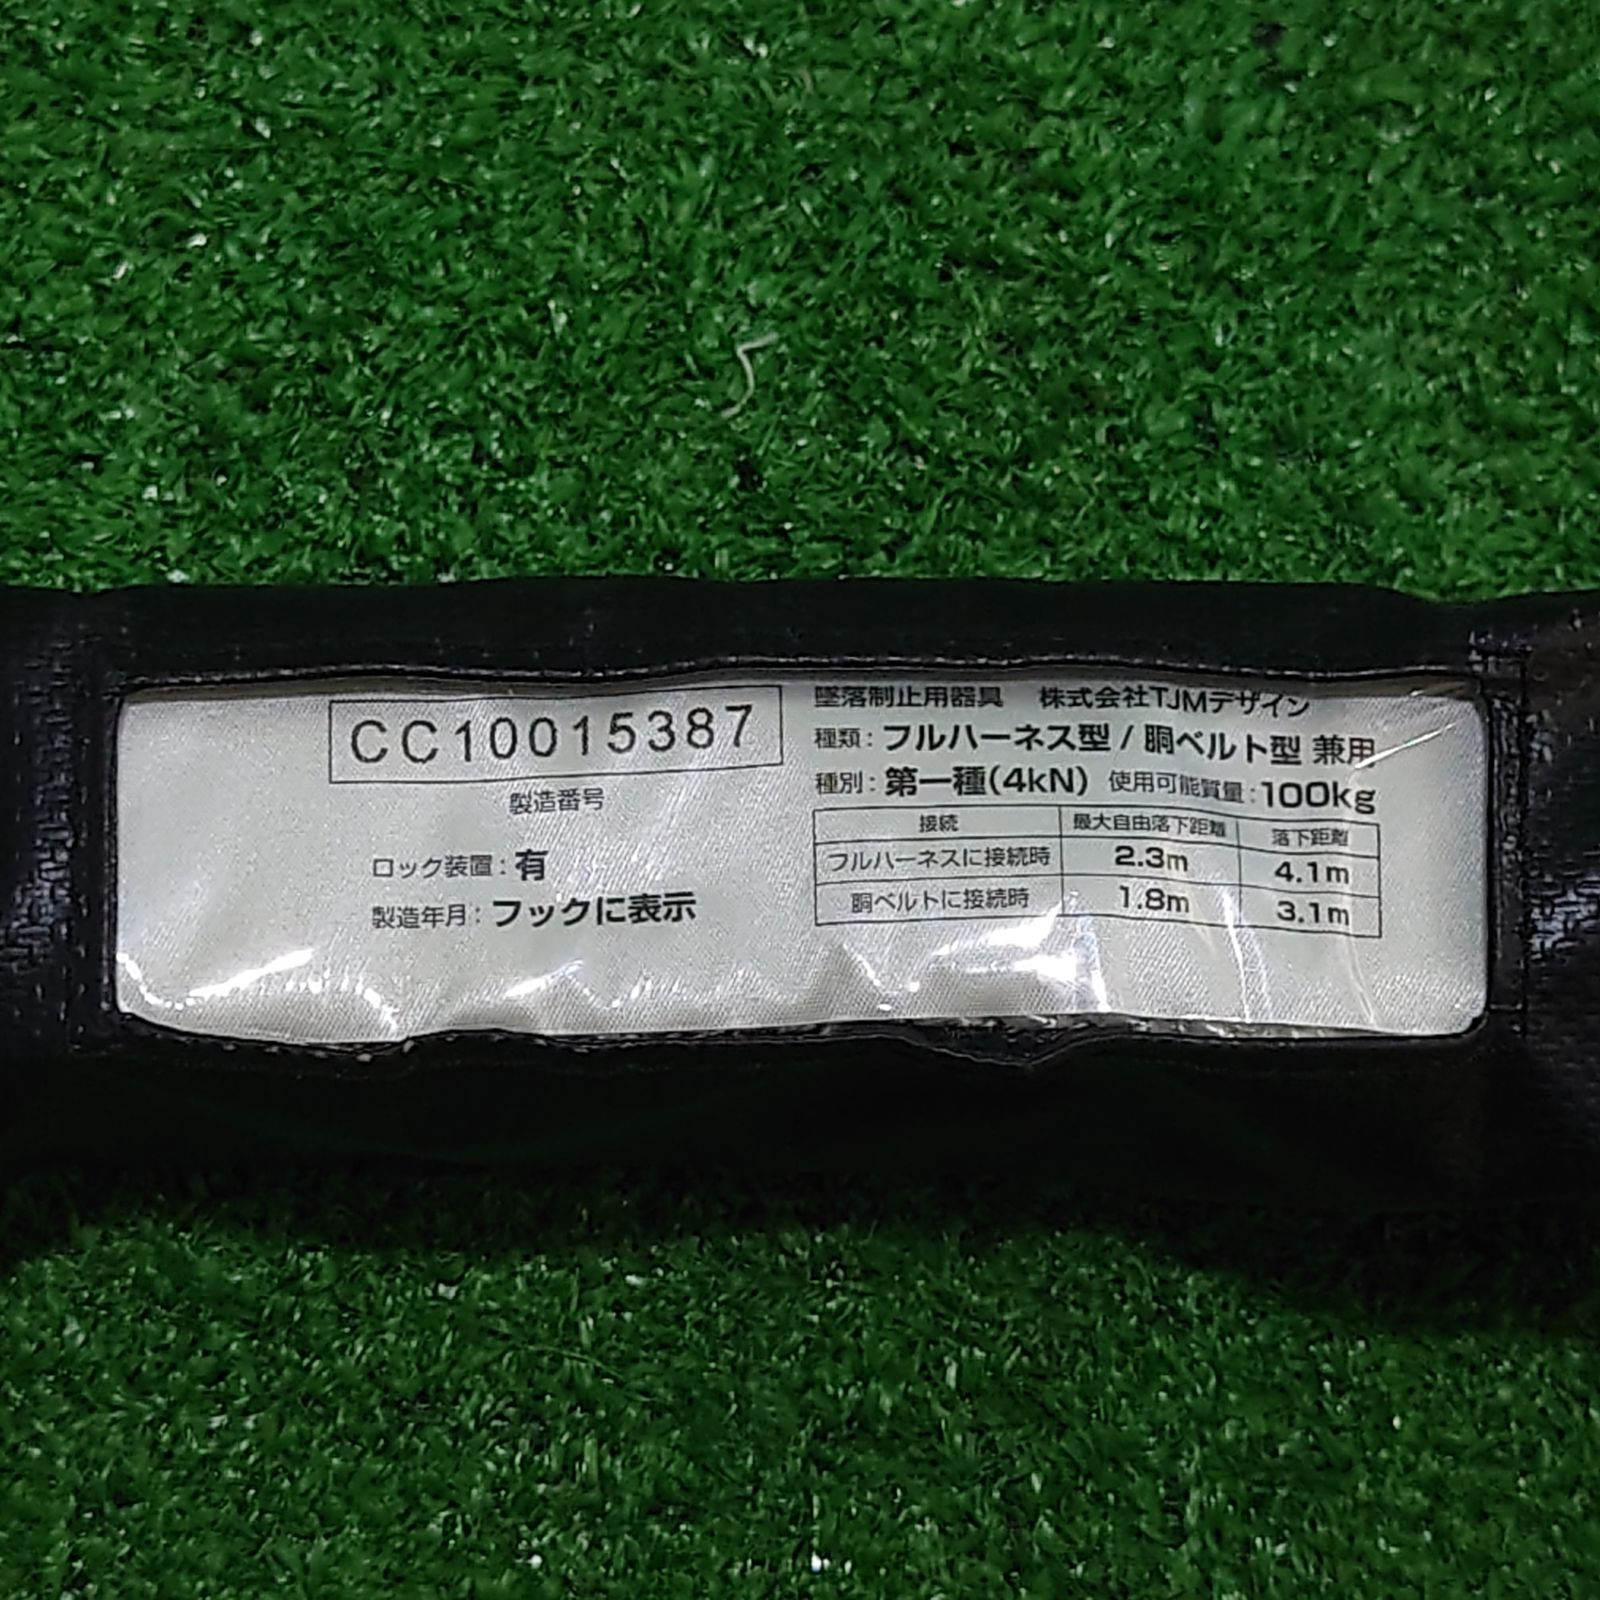 CC10015387
製造番号
ロック装置：有
製造年月：フックに表示
墜落制止用器具 株式会社TJMデザイン
種類：フルハーネス型 / 胴ベルト型 兼用
種別：第一種(4kN) 使用可能質量：100kg
接続 最大自由落下距離 落下距離
フルハーネスに接続時 2.3m 4.1m
胴ベルトに接続時 1.8m 3.1m